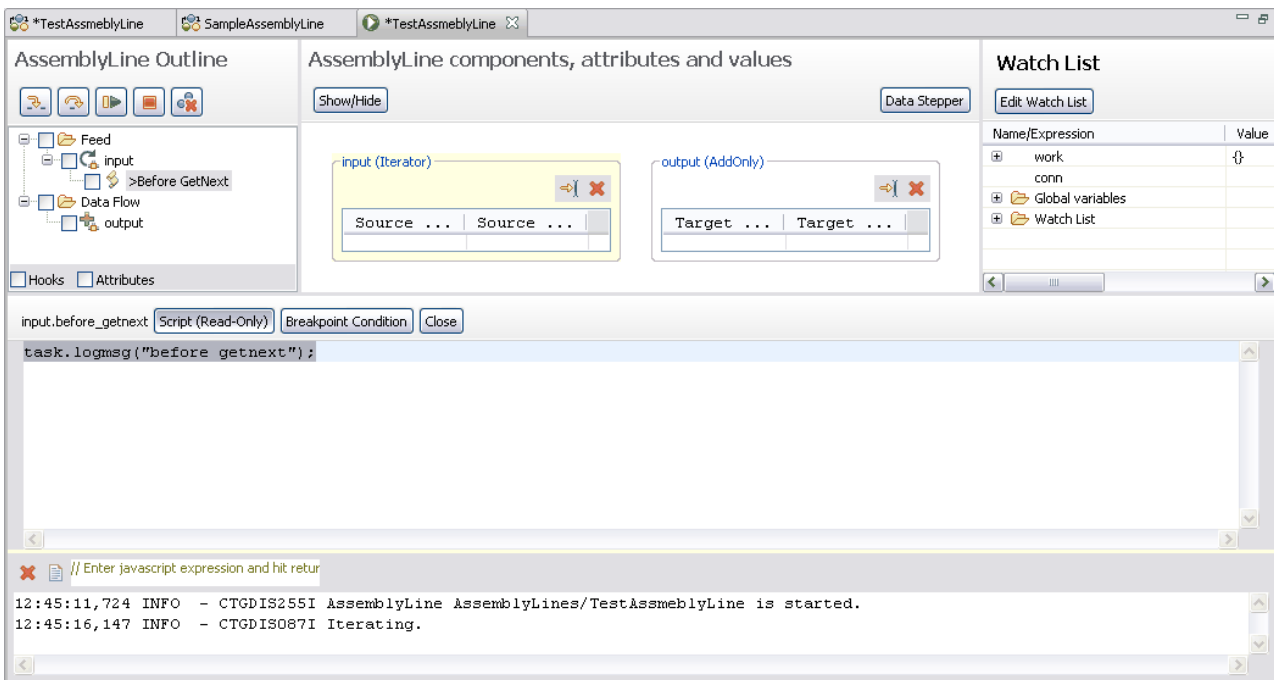 *TestAssmeblyLine SampleAssemblyLine *TestAssmeblyLine
AssemblyLine Outline
AssemblyLine components, attributes and values
Watch List
Show/Hide
Data Stepper
Edit Watch List
Feed
input
>Before GetNext
Data Flow
output
Hooks Attributes
input (Iterator)
Source ... Source ...
output (AddOnly)
Target ... Target ...
Name/Expression Value
work {}
conn
Global variables
Watch List
input.before_getnext Script (Read-Only) Breakpoint Condition Close
task.logmsg("before getnext");
// Enter javascript expression and hit retur
12:45:11,724 INFO - CTGDIS255I AssemblyLine AssemblyLines/TestAssmeblyLine is started.
12:45:16,147 INFO - CTGDIS087I Iterating.